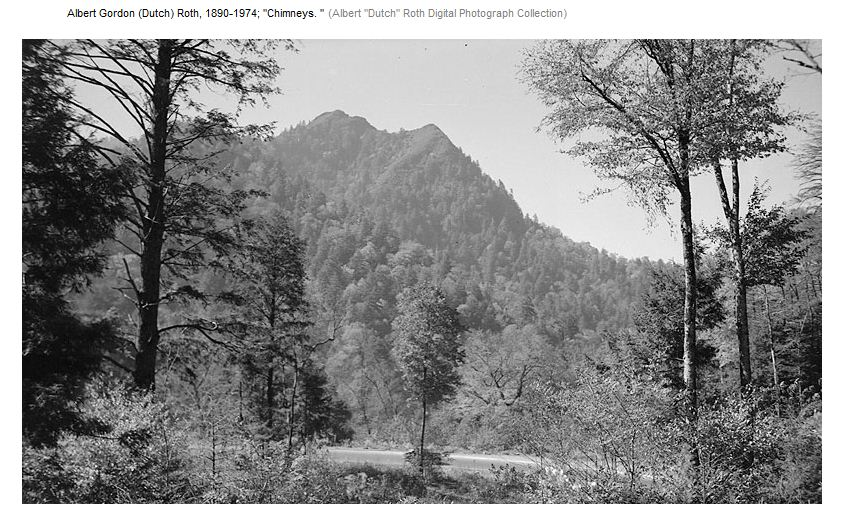 Albert Gordon (Dutch) Roth, 1890-1974; "Chimneys. " (Albert "Dutch" Roth Digital Photograph Collection)